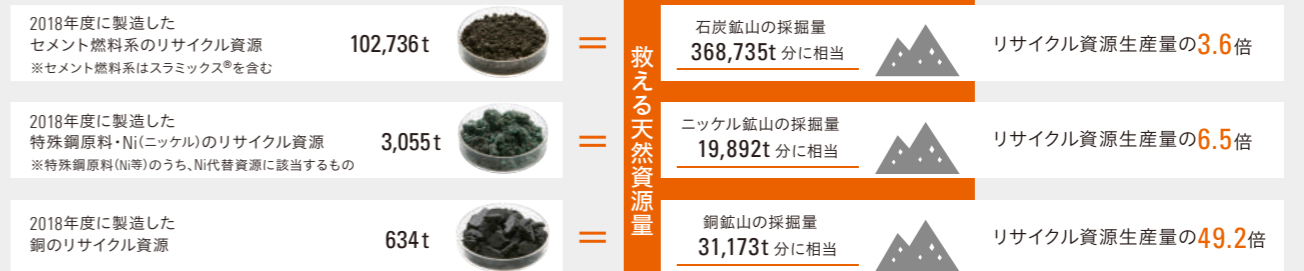 2018年度に製造した
セメント燃料系のリサイクル資源
※セメント燃料系はスラミックス®を含む
102,736t
=
石炭鉱山の採掘量
368,735t 分に相当
リサイクル資源生産量の3.6倍
救える天然資源量
2018年度に製造した
特殊鋼原料・Ni(ニッケル)のリサイクル資源
※特殊鋼原料(Ni等)のうち、Ni代替資源に該当するもの
3,055t
=
ニッケル鉱山の採掘量
19,892t 分に相当
リサイクル資源生産量の6.5倍
2018年度に製造した
銅のリサイクル資源
634t
=
銅鉱山の採掘量
31,173t 分に相当
リサイクル資源生産量の49.2倍